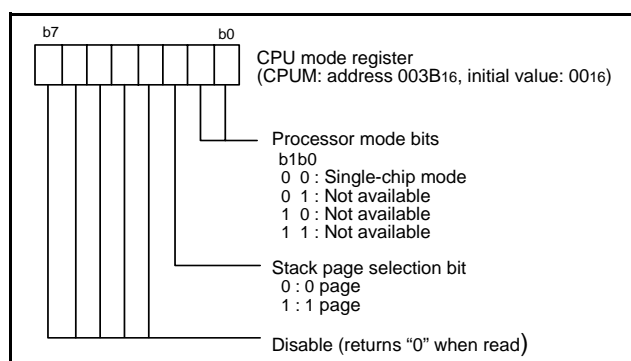 b7 b0
CPU mode register
(CPUM: address 003B16, initial value: 0016)
Processor mode bits
b1b0
0 0 : Single-chip mode
0 1 : Not available
1 0 : Not available
1 1 : Not available
Stack page selection bit
0 : 0 page
1 : 1 page
Disable (returns “0” when read)